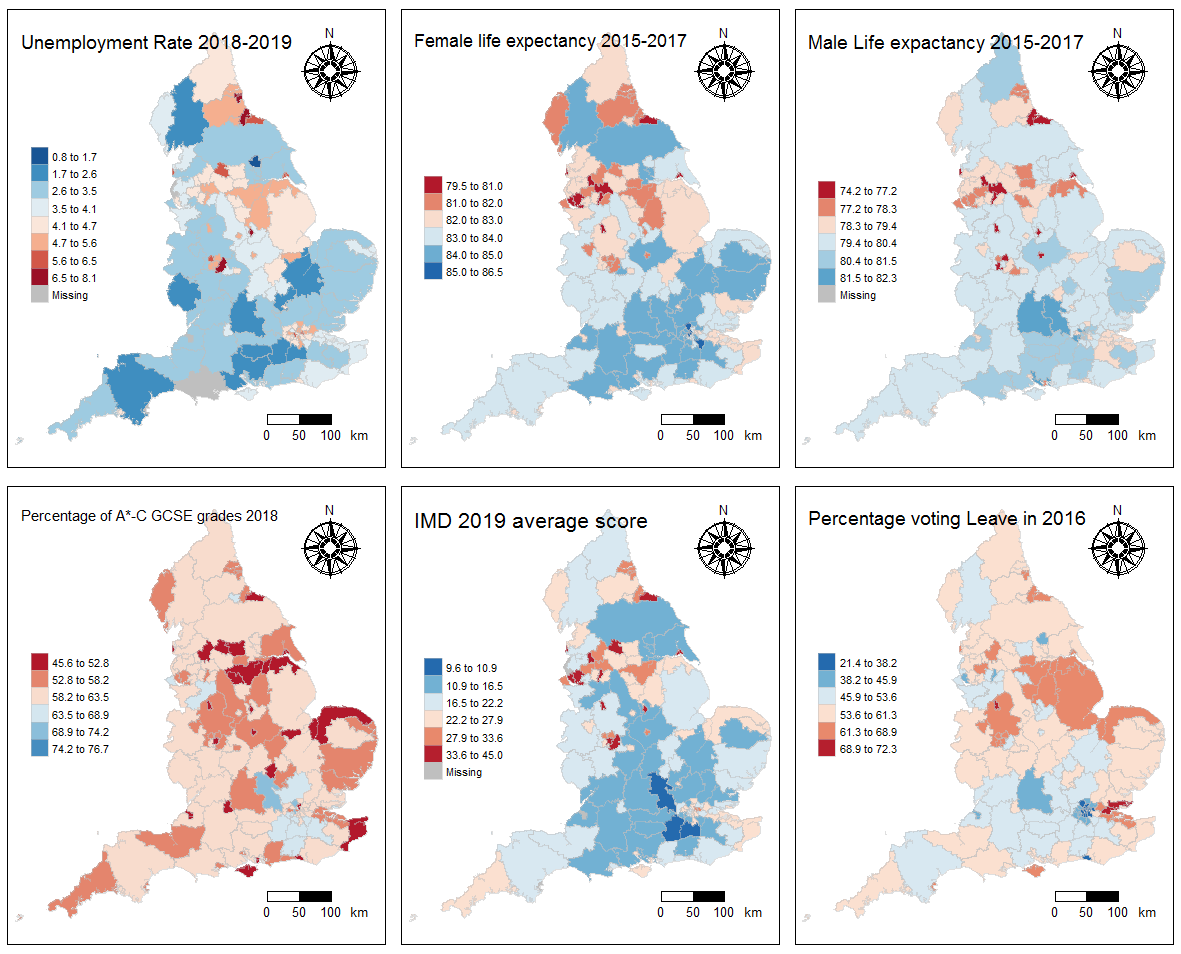 Unemployment Rate 2018-2019
N
0.8 to 1.7
1.7 to 2.6
2.6 to 3.5
3.5 to 4.1
4.1 to 4.7
4.7 to 5.6
5.6 to 6.5
6.5 to 8.1
Missing
0 50 100 km
Female life expectancy 2015-2017
N
79.5 to 81.0
81.0 to 82.0
82.0 to 83.0
83.0 to 84.0
84.0 to 85.0
85.0 to 86.5
0 50 100 km
Male Life expactancy 2015-2017
N
74.2 to 77.2
77.2 to 78.3
78.3 to 79.4
79.4 to 80.4
80.4 to 81.5
81.5 to 82.3
Missing
0 50 100 km
Percentage of A*-C GCSE grades 2018
N
45.6 to 52.8
52.8 to 58.2
58.2 to 63.5
63.5 to 68.9
68.9 to 74.2
74.2 to 76.7
0 50 100 km
IMD 2019 average score
N
9.6 to 10.9
10.9 to 16.5
16.5 to 22.2
22.2 to 27.9
27.9 to 33.6
33.6 to 45.0
Missing
0 50 100 km
Percentage voting Leave in 2016
N
21.4 to 38.2
38.2 to 45.9
45.9 to 53.6
53.6 to 61.3
61.3 to 68.9
68.9 to 72.3
0 50 100 km